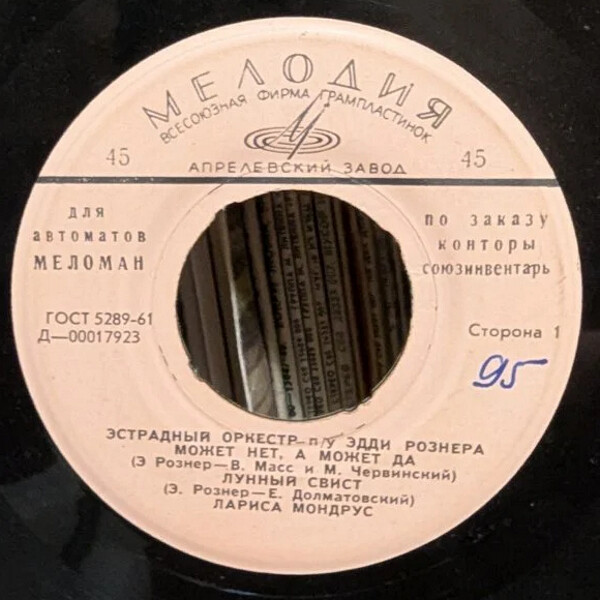 МЕЛОДИЯ
ВСЕСОЮЗНАЯ ФИРМА ГРАМПЛАСТИНОК
45
45
АПРЕЛЕВСКИЙ ЗАВОД
для
автоматов
МЕЛОМАН
по заказу
конторы
союзинвентарь
ГОСТ 5289-61
Д—00017923
Сторона 1
95
ЭСТРАДНЫЙ ОРКЕСТР П/У ЭДДИ РОЗНЕРА
МОЖЕТ НЕТ, А МОЖЕТ ДА
(Э Рознер—В. Масс и М. Червинский)
ЛУННЫЙ СВИСТ
(Э. Рознер—Е. Долматовский)
ЛАРИСА МОНДРУС